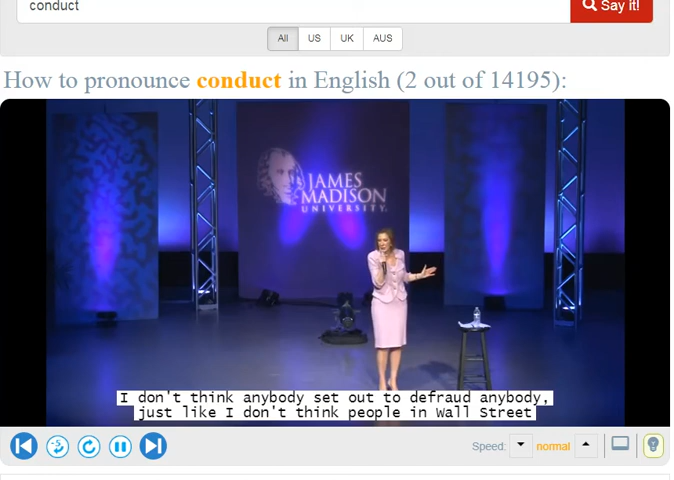 conduct
Say it!
All US UK AUS
How to pronounce conduct in English (2 out of 14195):
JAMES
MADISON
UNIVERSITY.
I don't think anybody set out to defraud anybody,
just like I don't think people in Wall Street
-5
Speed: normal